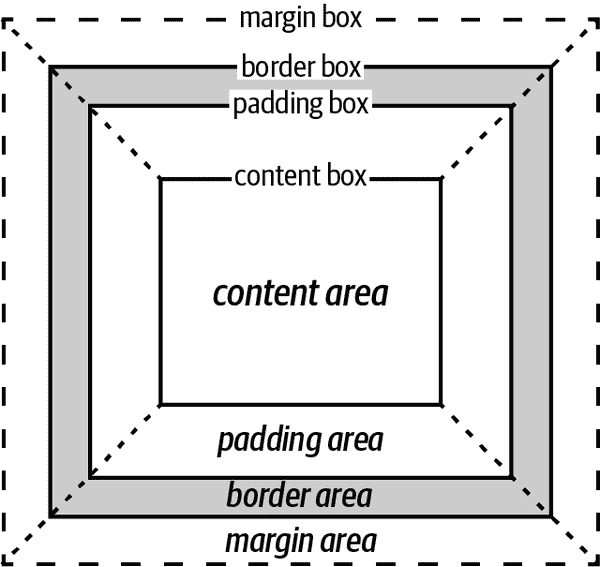 margin box
border box
padding box
content box
content area
padding area
border area
margin area